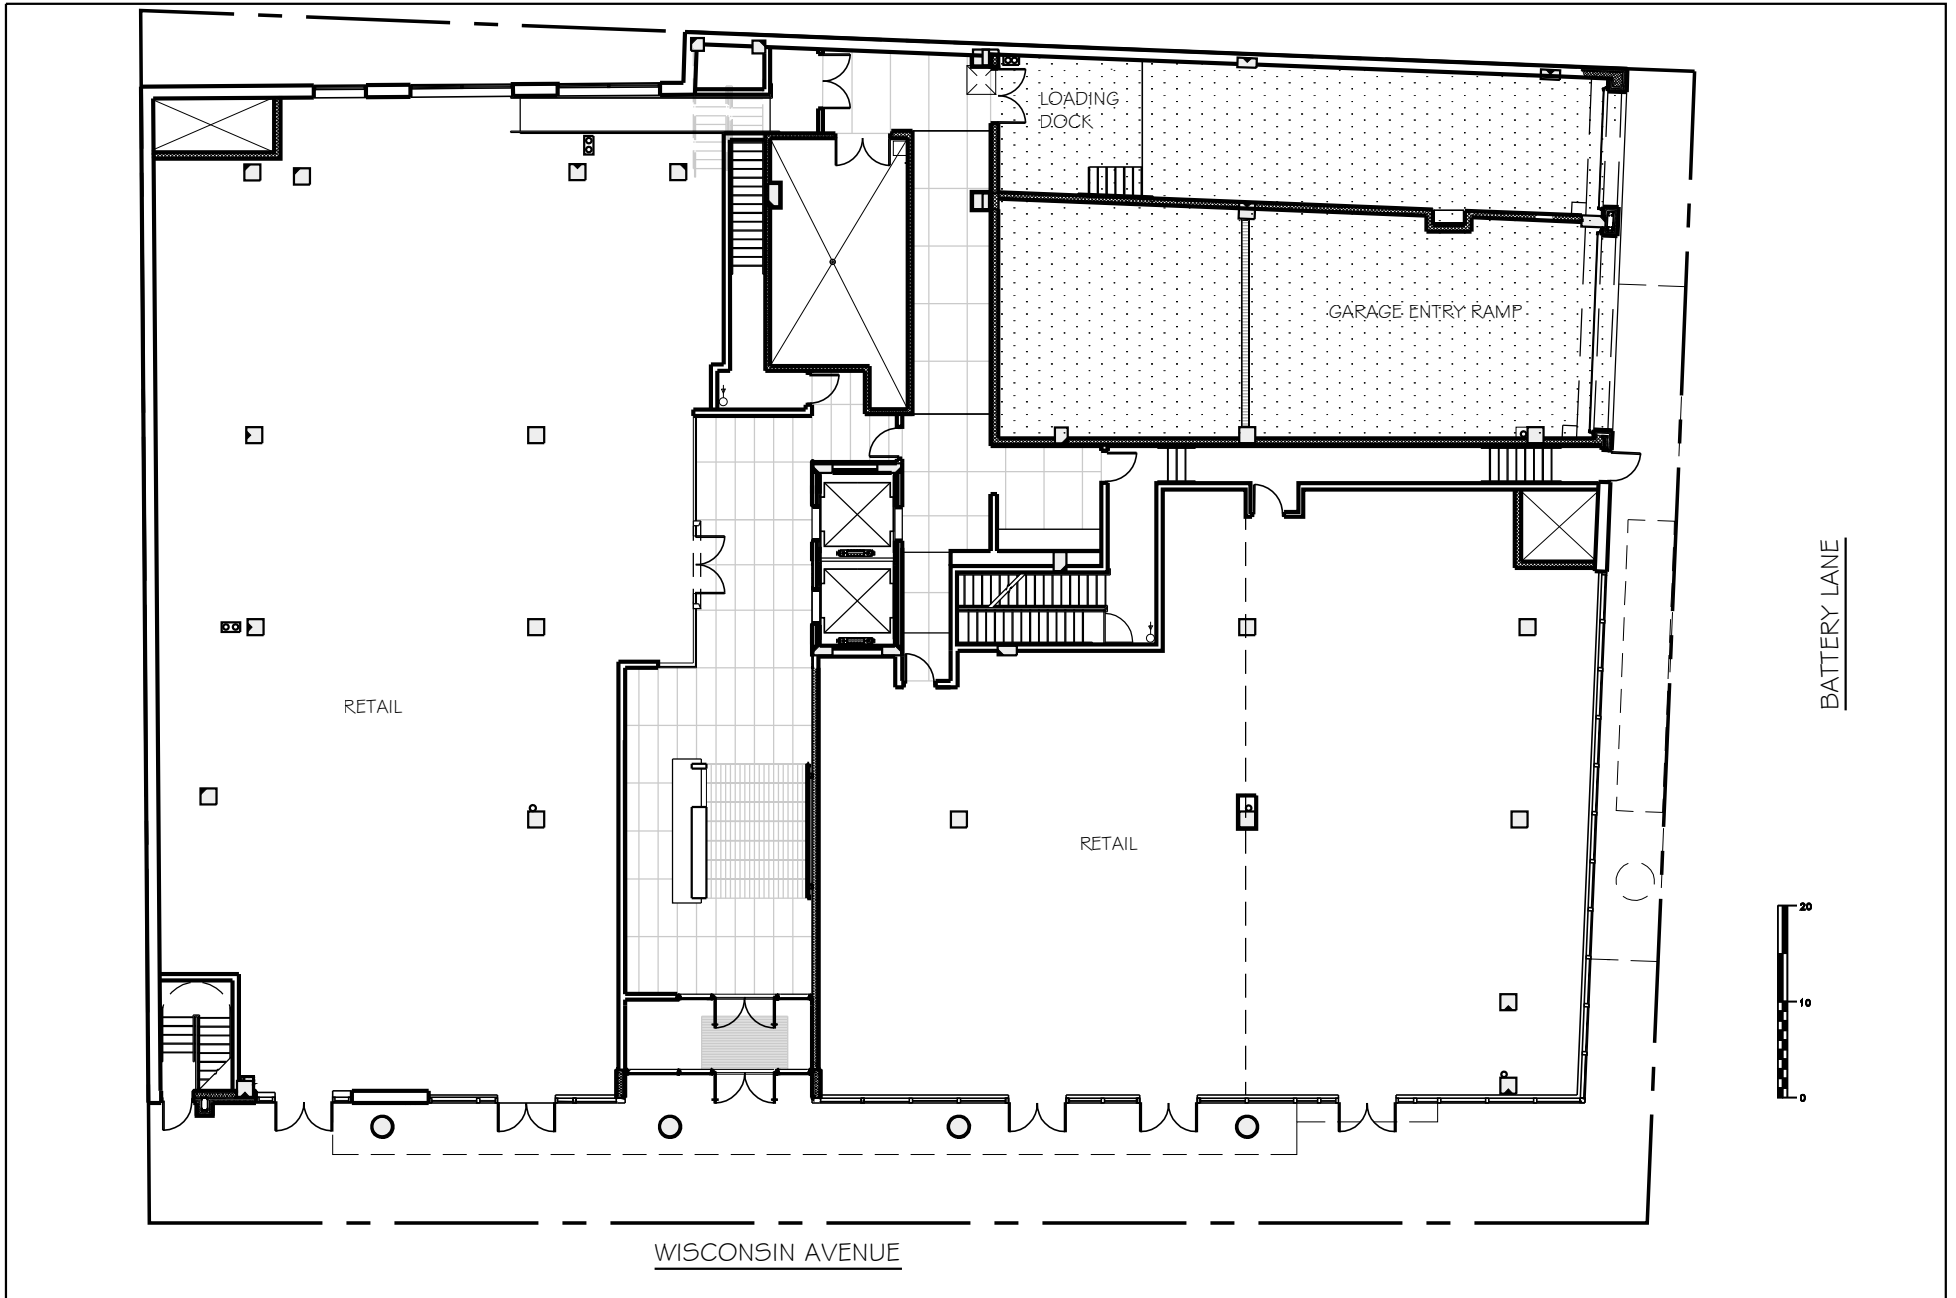 LOADING
DOCK
GARAGE ENTRY RAMP
RETAIL
RETAIL
BATTERY LANE
20
10
0
WISCONSIN AVENUE